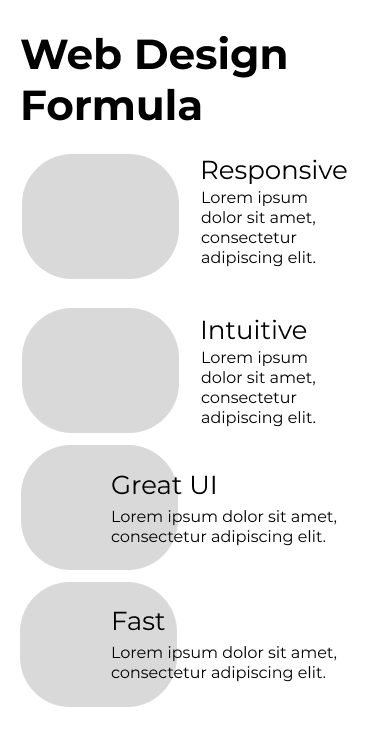 Web Design
Formula
Responsive
Lorem ipsum
dolor sit amet,
consectetur
adipiscing elit.
Intuitive
Lorem ipsum
dolor sit amet,
consectetur
adipiscing elit.
Great UI
Lorem ipsum dolor sit amet,
consectetur adipiscing elit.
Fast
Lorem ipsum dolor sit amet,
consectetur adipiscing elit.